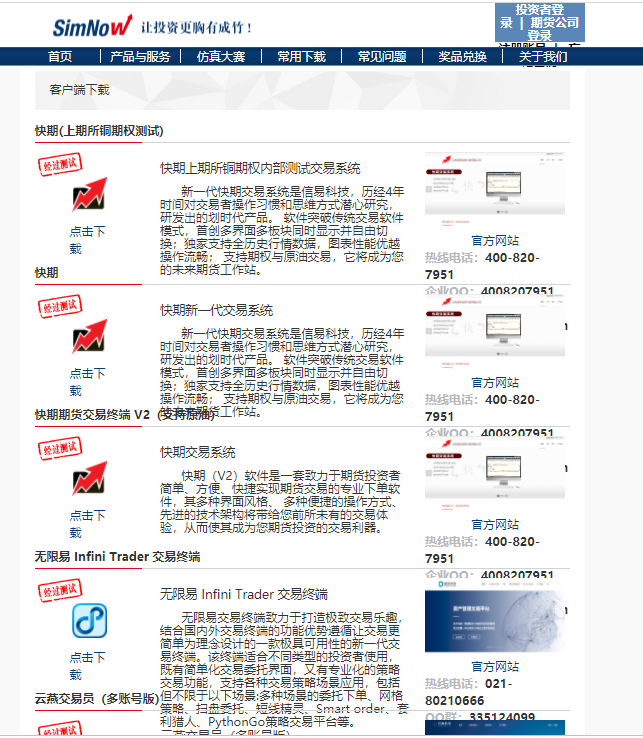 SimNow 让投资更胸有成竹！
投资者登
录 | 期货公司
登录
首页 产品与服务 仿真大赛 常用下载 常见问题 奖品兑换 关于我们
客户端下载
快期(上期所铜期权测试)
经过测试
点击下
载
快期上期所铜期权内部测试交易系统
新一代快期交易系统是信易科技，历经4年
时间对交易者操作习惯和思维方式潜心研究，
研发出的划时代产品。 软件突破传统交易软件
模式，首创多界面多板块同时显示并自由切
换；独家支持全历史行情数据，图表性能优越
操作流畅； 支持期权与原油交易，它将成为您
的未来期货工作站。
官方网站
热线电话：400-820-
7951
企业QQ：4008207951
快期
经过测试
点击下
载
快期新一代交易系统
新一代快期交易系统是信易科技，历经4年
时间对交易者操作习惯和思维方式潜心研究，
研发出的划时代产品。 软件突破传统交易软件
模式，首创多界面多板块同时显示并自由切
换；独家支持全历史行情数据，图表性能优越
操作流畅； 支持期权与原油交易，它将成为您
的未来期货工作站。
官方网站
热线电话：400-820-
7951
企业QQ：4008207951
快期期货交易终端 V2（支持原油）
经过测试
点击下
载
快期交易系统
快期（V2）软件是一套致力于期货投资者
简单、方便、快捷实现期货交易的专业下单软
件，其多种界面风格、 多种便捷的操作方式、
先进的技术架构将带给您前所未有的交易体
验，从而使其成为您期货投资的交易利器。
官方网站
热线电话：400-820-
7951
企业QQ：4008207951
无限易 Infini Trader 交易终端
经过测试
点击下
载
无限易 Infini Trader 交易终端
无限易交易终端致力于打造极致交易乐趣，
结合国内外交易终端的功能优势遵循让交易更
简单为理念设计的一款极具可用性的新一代交
易终端。该终端适合不同类型的投资者使用，
既有简单化交易委托界面，又有专业化的策略
交易功能，支持各种交易策略场景应用，包括
但不限于以下场景:多种场景的委托下单、网格
策略、扫盘委托、短线精灵、Smart order、套
利猎人、PythonGo策略交易平台等。
资产管理交易平台
官方网站
热线电话：021-
80210666
QQ群：335124099
云燕交易员（多账号版）
经过测试
云燕交易员（多账号版）